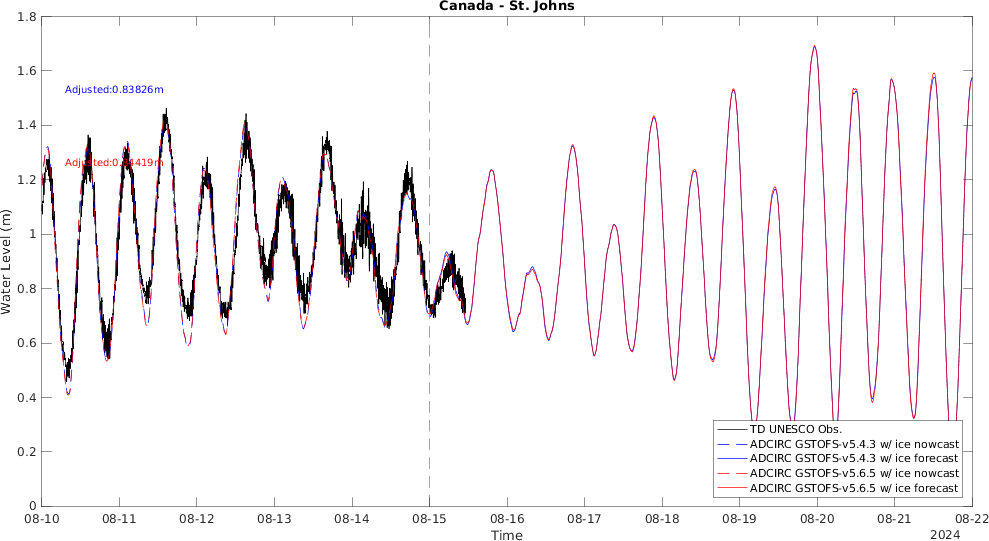 Canada - St. Johns
1.8
1.6
1.4
1.2
1
0.8
0.6
0.4
0.2
0
Water Level (m)
Adjusted:0.83826m
TD UNESCO Obs.
ADCIRC GSTOFS-v5.4.3 w/ ice nowcast
ADCIRC GSTOFS-v5.4.3 w/ ice forecast
ADCIRC GSTOFS-v5.6.5 w/ ice nowcast
ADCIRC GSTOFS-v5.6.5 w/ ice forecast
08-10 08-11 08-12 08-13 08-14 08-15 08-16 08-17 08-18 08-19 08-20 08-21 08-22
Time
2024